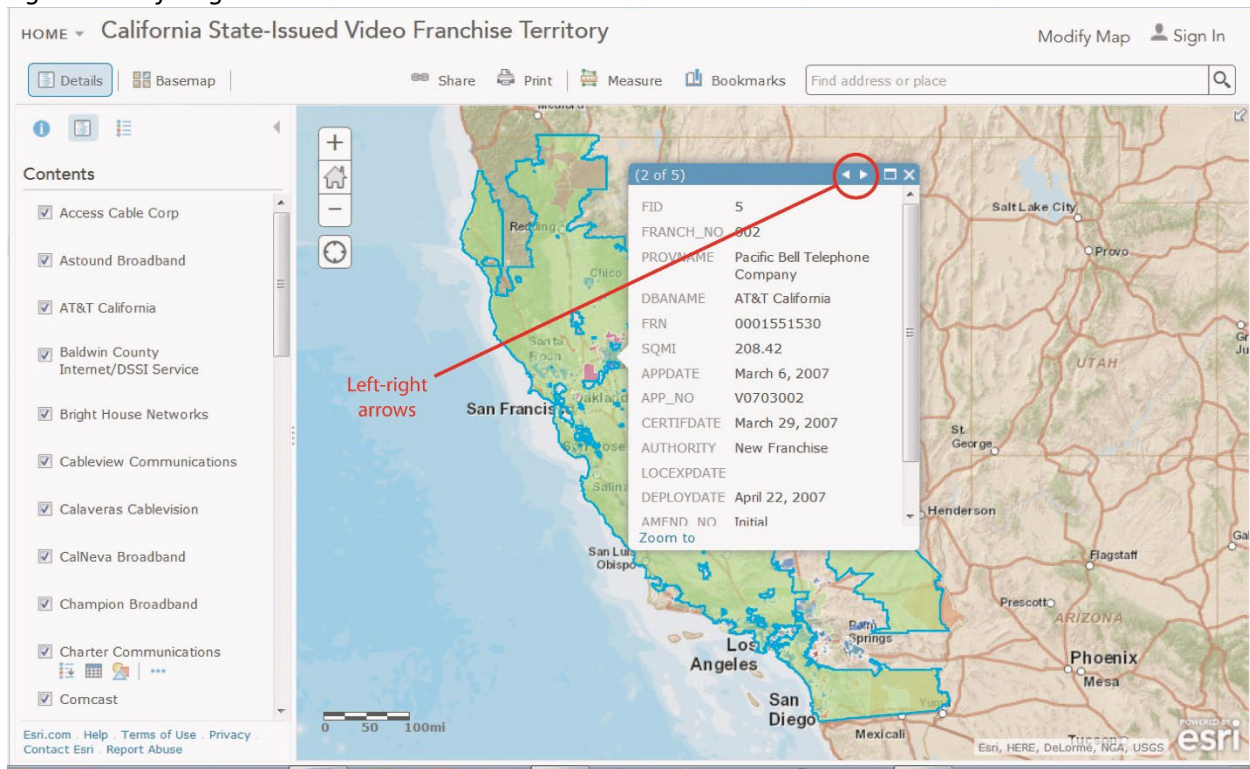 HOME California State-Issued Video Franchise Territory
Modify Map Sign In
Details Basemap Share Print Measure Bookmarks Find address or place
Contents
Access Cable Corp
Astound Broadband
AT&T California
Baldwin County
Internet/DSSI Service
Bright House Networks
Cableview Communications
Calaveras Cablevision
CalNeva Broadband
Champion Broadband
Charter Communications
Comcast
Esri.com . Help . Terms of Use . Privacy .
Contact Esri . Report Abuse
(2 of 5)
FID 5
FRANCH_NO 002
PROVNAME Pacific Bell Telephone
Company
DBANAME AT&T California
FRN 0001551530
SQMI 208.42
APPDATE March 6, 2007
APP_NO V0703002
CERTIFDATE March 29, 2007
AUTHORITY New Franchise
LOCEXPDATE
DEPLOYDATE April 22, 2007
AMEND_NO Initial
Zoom to
Left-right
arrows
Medford
Redding
Chico
Santa
Rosa
Oakland
San Francisco
San Jose
Salinas
San Luis
Obispo
Los
Angeles
Palm
Springs
San
Diego
Mexicali
Yuma
Salt Lake City
Provo
UTAH
St.
George
Henderson
Flagstaff
Prescott
ARIZONA
Phoenix
Mesa
Tucson
0 50 100mi
Esri, HERE, DeLorme, NGA, USGS
POWERED BY
esri